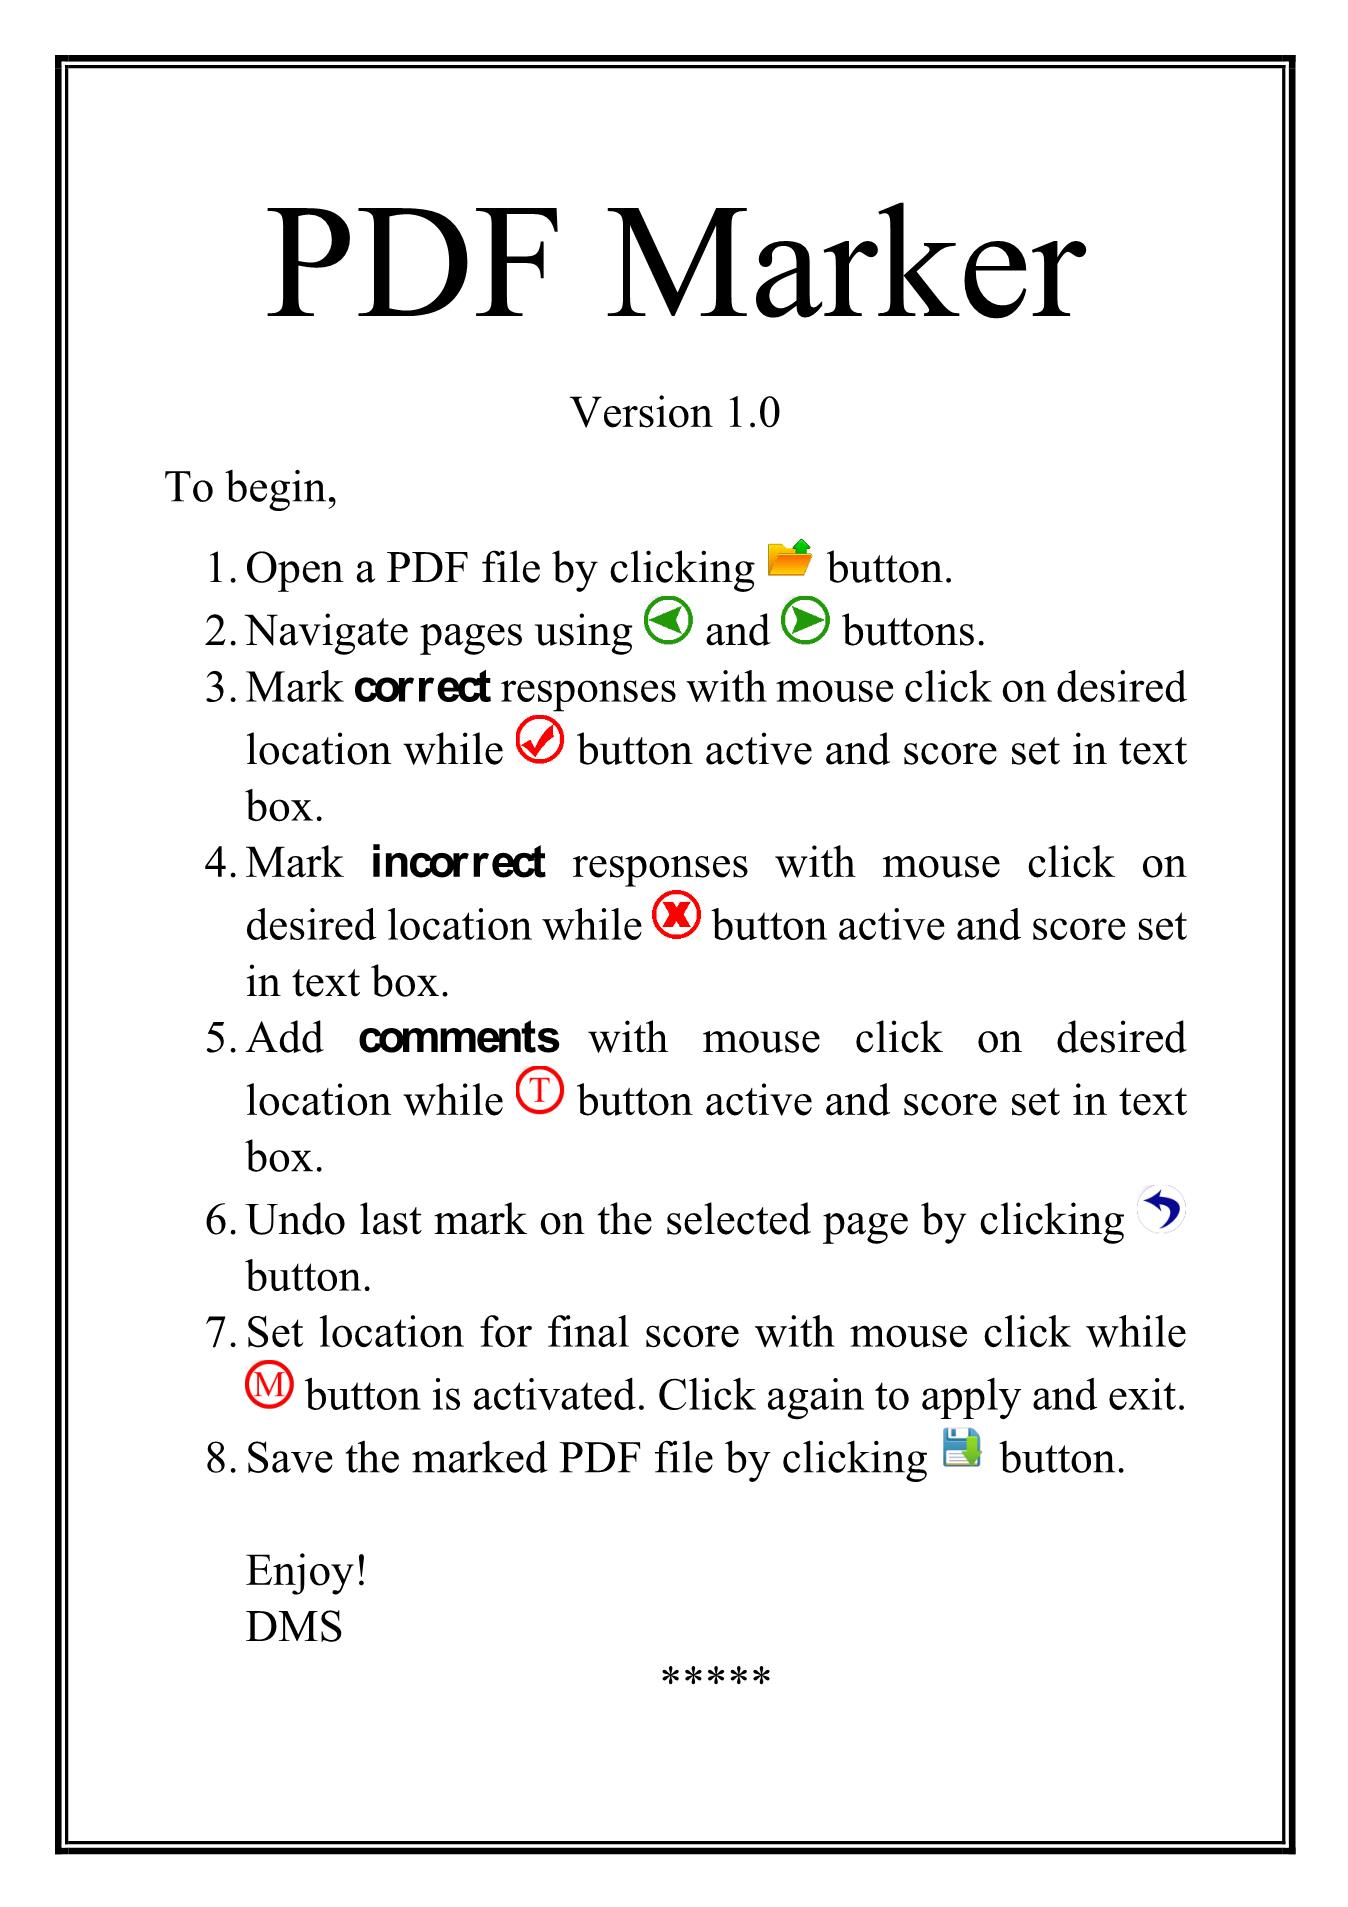 PDF Marker
Version 1.0
To begin,
1. Open a PDF file by clicking button.
2. Navigate pages using and buttons.
3. Mark correct responses with mouse click on desired
location while button active and score set in text
box.
4. Mark incorrect responses with mouse click on
desired location while X button active and score set
in text box.
5. Add comments with mouse click on desired
location while T button active and score set in text
box.
6. Undo last mark on the selected page by clicking
button.
7. Set location for final score with mouse click while
M button is activated. Click again to apply and exit.
8. Save the marked PDF file by clicking button.
Enjoy!
DMS
*****